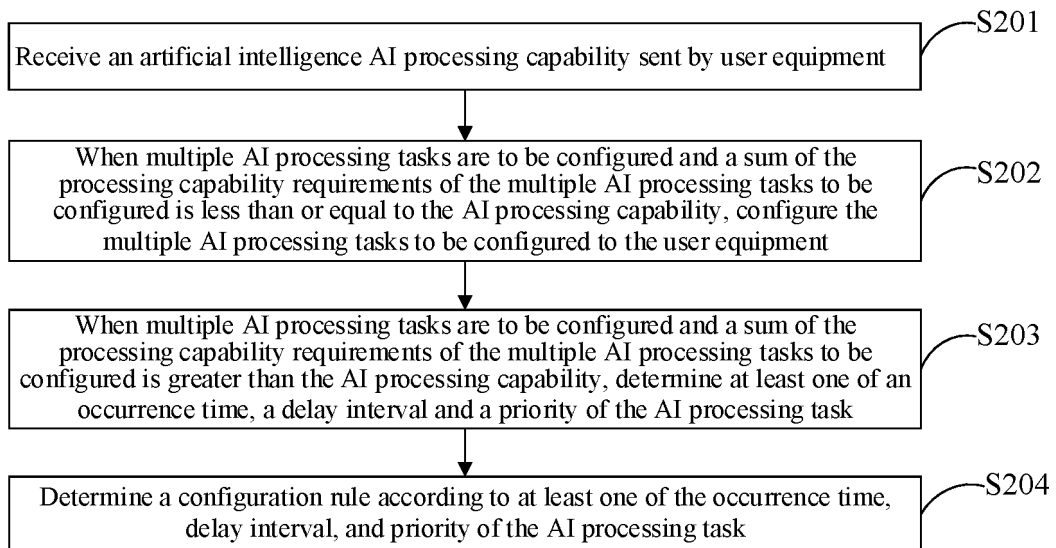 S201
Receive an artificial intelligence AI processing capability sent by user equipment
When multiple AI processing tasks are to be configured and a sum of the
processing capability requirements of the multiple AI processing tasks to be
configured is less than or equal to the AI processing capability, configure the
multiple AI processing tasks to be configured to the user equipment
S202
When multiple AI processing tasks are to be configured and a sum of the
processing capability requirements of the multiple AI processing tasks to be
configured is greater than the AI processing capability, determine at least one of an
occurrence time, a delay interval and a priority of the AI processing task
S203
Determine a configuration rule according to at least one of the occurrence time,
delay interval, and priority of the AI processing task
S204